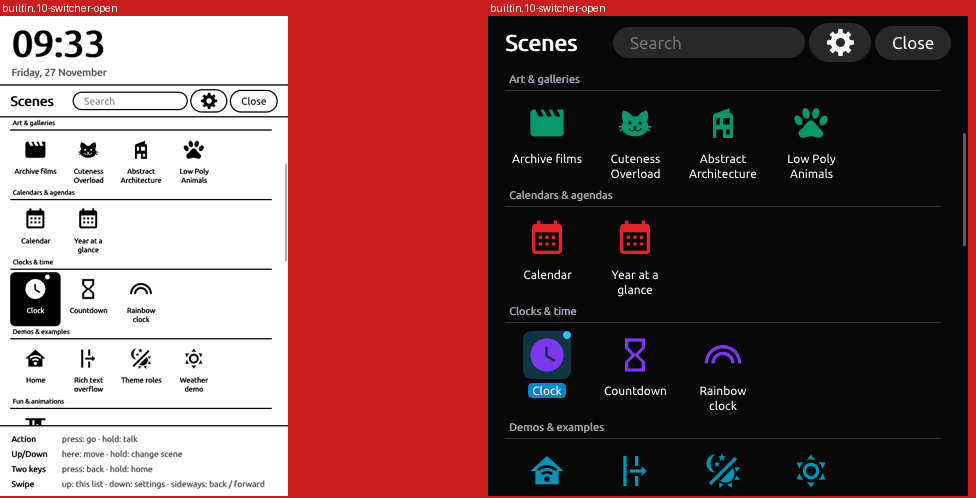 builtin.10-switcher-open
09:33
Friday, 27 November
Scenes
Search
Close
Art & galleries
Archive films
Cuteness
Overload
Abstract
Architecture
Low Poly
Animals
Calendars & agendas
Calendar
Year at a
glance
Clocks & time
Clock
Countdown
Rainbow
clock
Demos & examples
Home
Rich text
overflow
Theme roles
Weather
demo
Fun & animations
Action press: go · hold: talk
Up/Down here: move · hold: change scene
Two keys press: back · hold: home
Swipe up: this list · down: settings · sideways: back / forward
builtin.10-switcher-open
Scenes
Search
Close
Art & galleries
Archive films
Cuteness
Overload
Abstract
Architecture
Low Poly
Animals
Calendars & agendas
Calendar
Year at a
glance
Clocks & time
Clock
Countdown
Rainbow
clock
Demos & examples